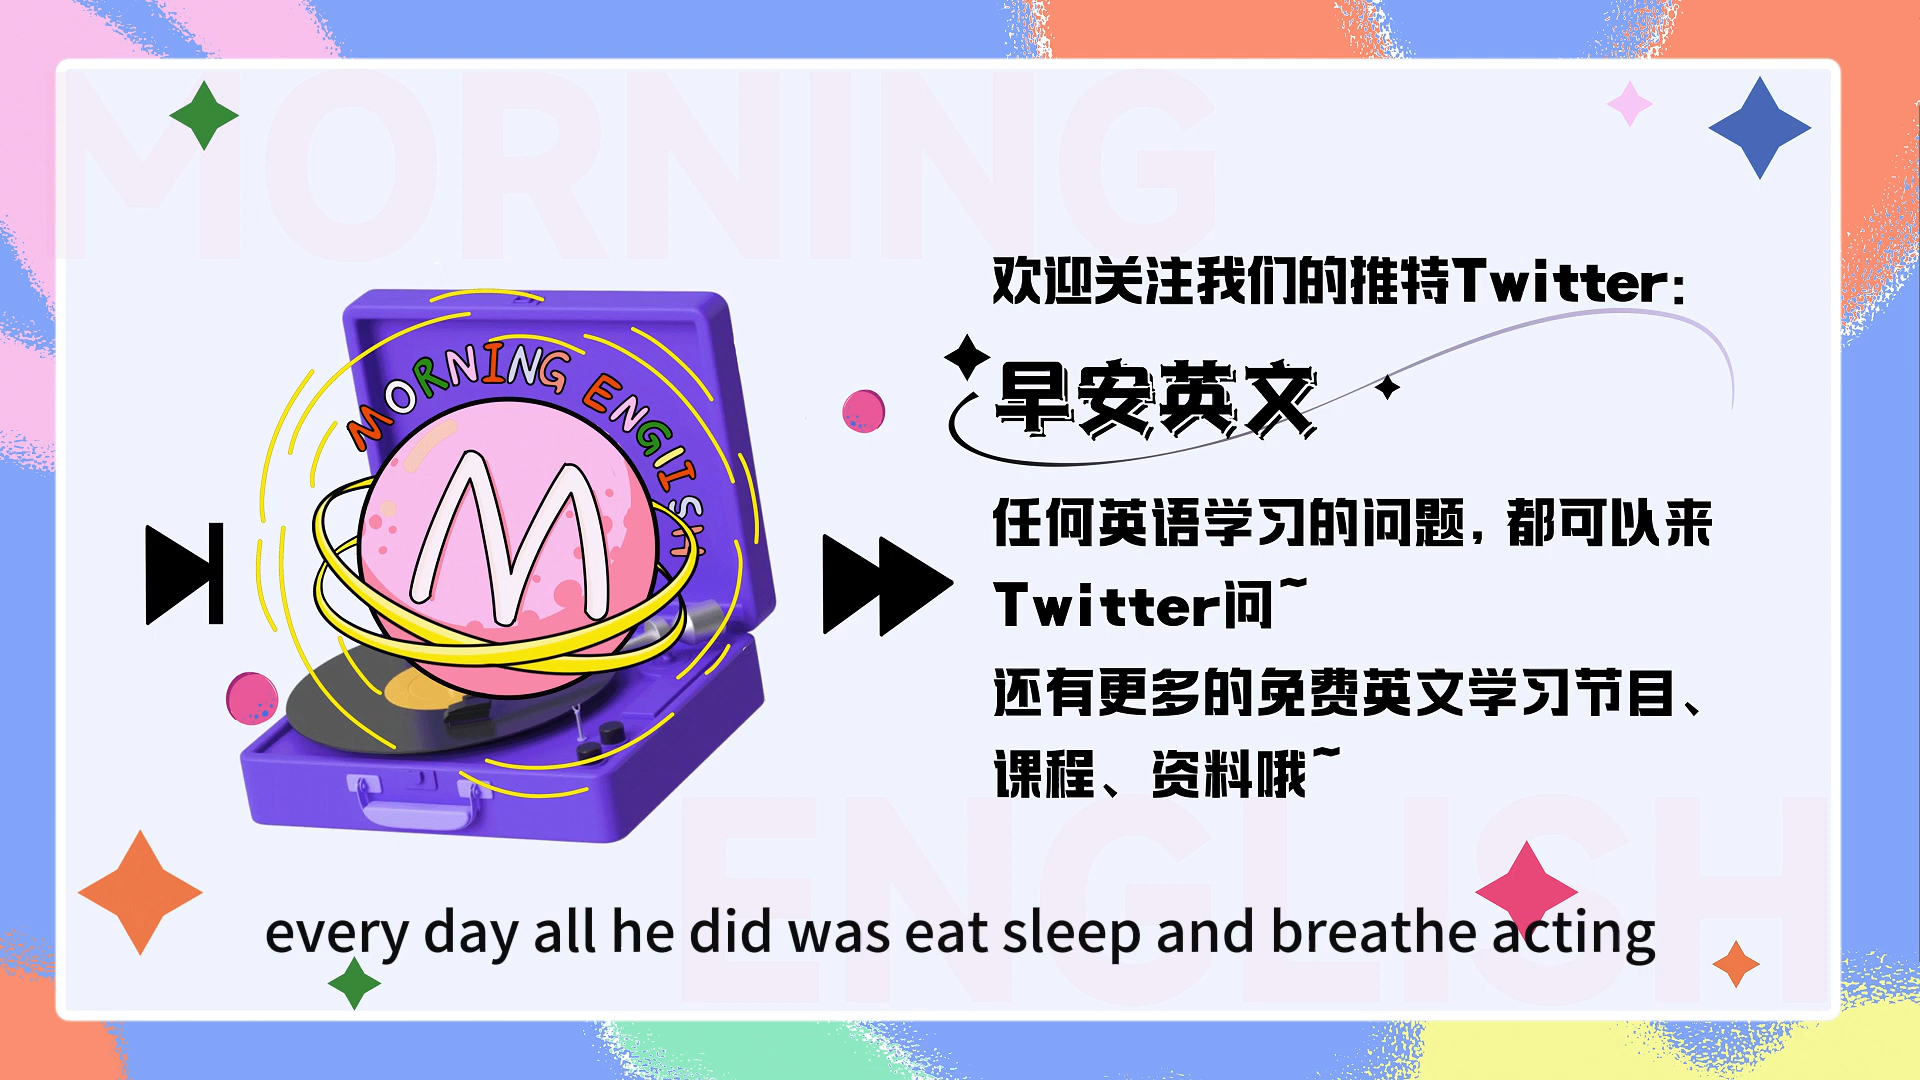 MORNING
MORNING ENGLISH
M
欢迎关注我们的推特Twitter:
早安英文
任何英语学习的问题,都可以来
Twitter问~
还有更多的免费英文学习节目、
课程、资料哦~
ENGLISH
every day all he did was eat sleep and breathe acting